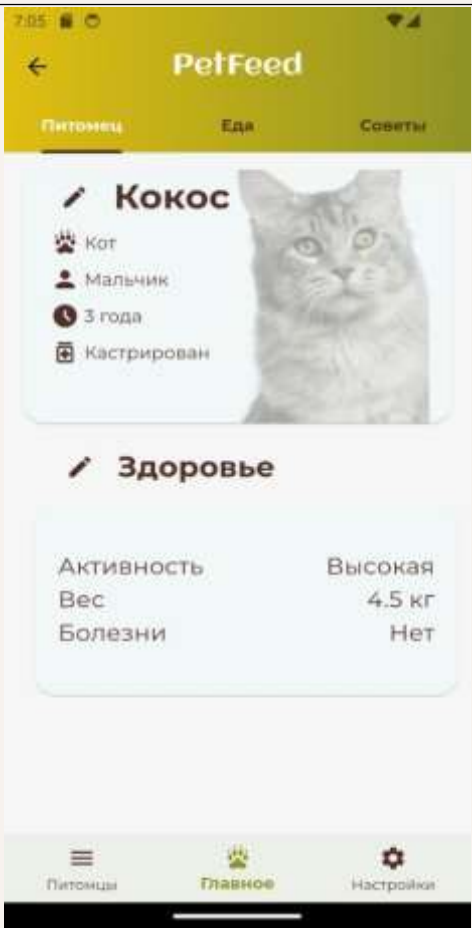 7:05
PetFeed
Питомец Еда Советы
Кокос
Кот
Мальчик
3 года
Кастрирован
Здоровье
Активность Высокая
Вес 4.5 кг
Болезни Нет
Питомцы Главное Настройки